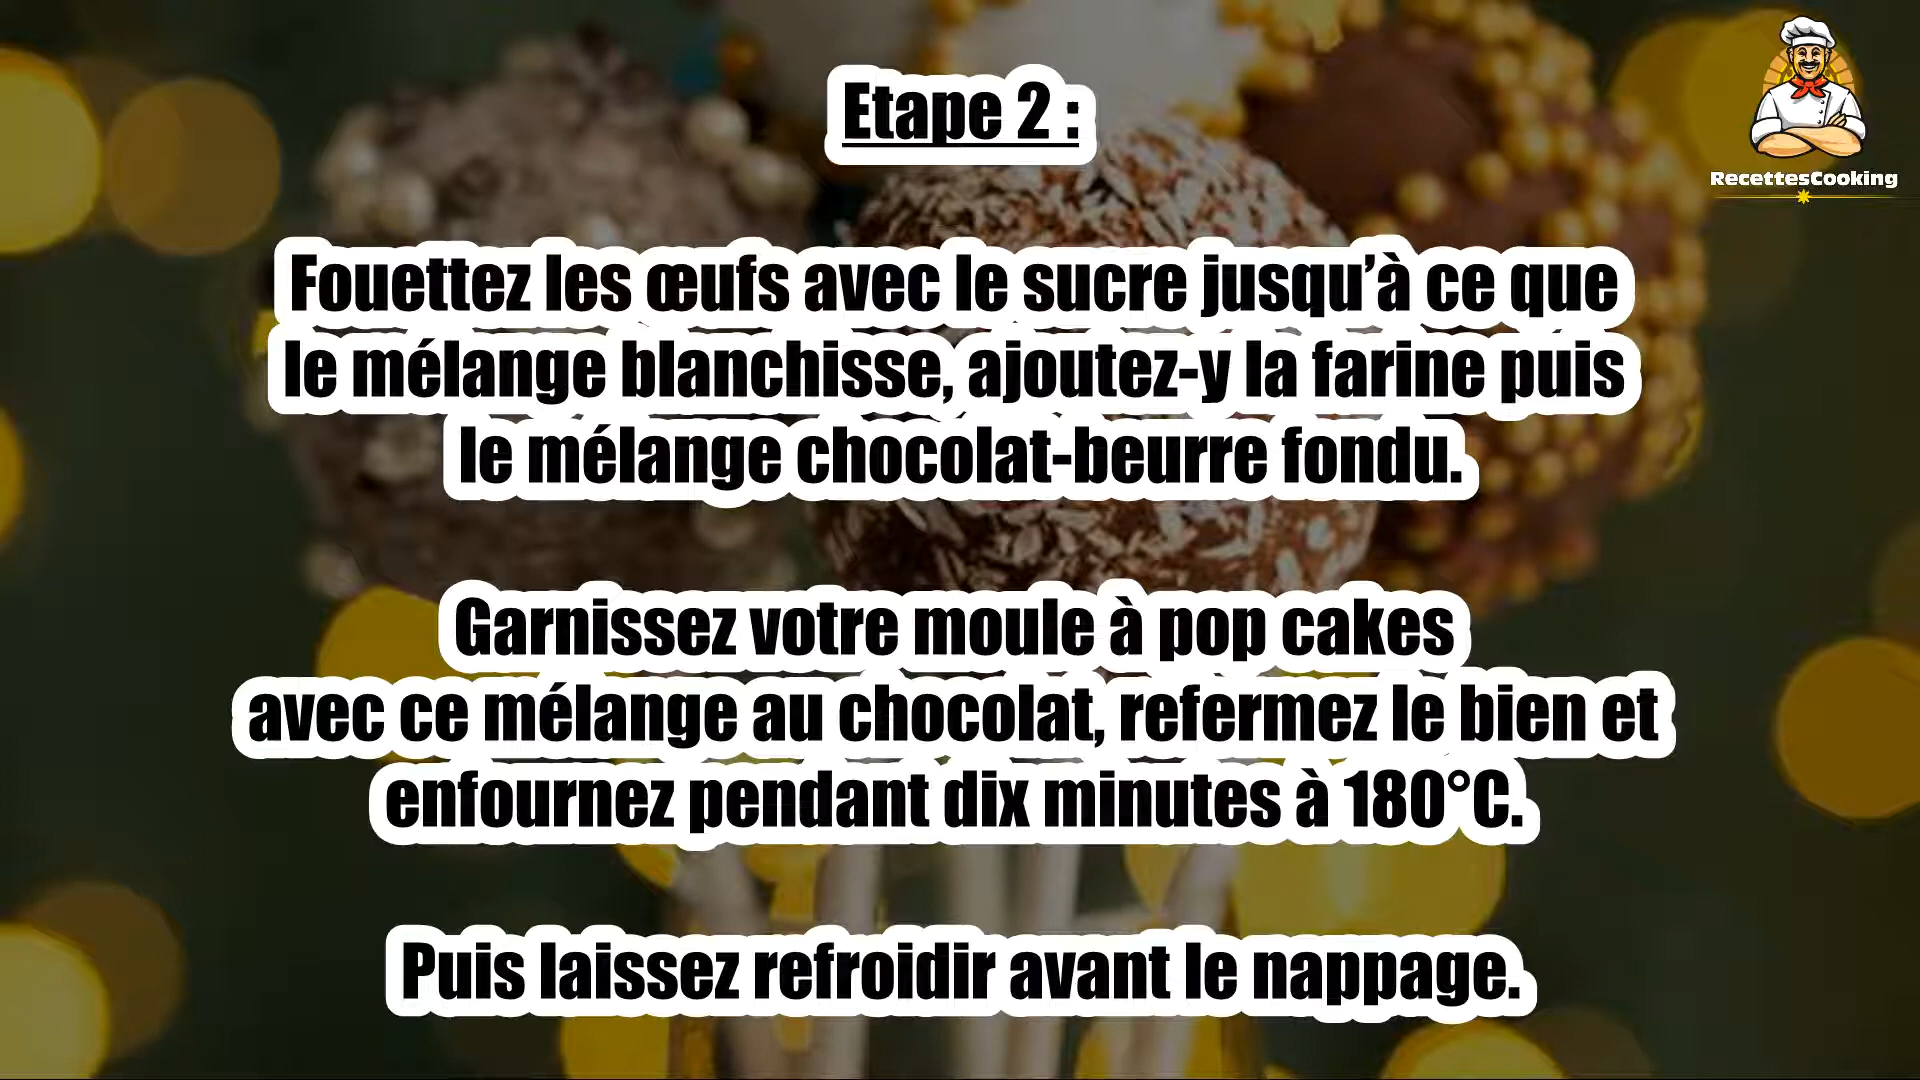 Etape 2 :
RecettesCooking
Fouettez les œufs avec le sucre jusqu’à ce que
le mélange blanchisse, ajoutez-y la farine puis
le mélange chocolat-beurre fondu.
Garnissez votre moule à pop cakes
avec ce mélange au chocolat, refermez le bien et
enfournez pendant dix minutes à 180°C.
Puis laissez refroidir avant le nappage.